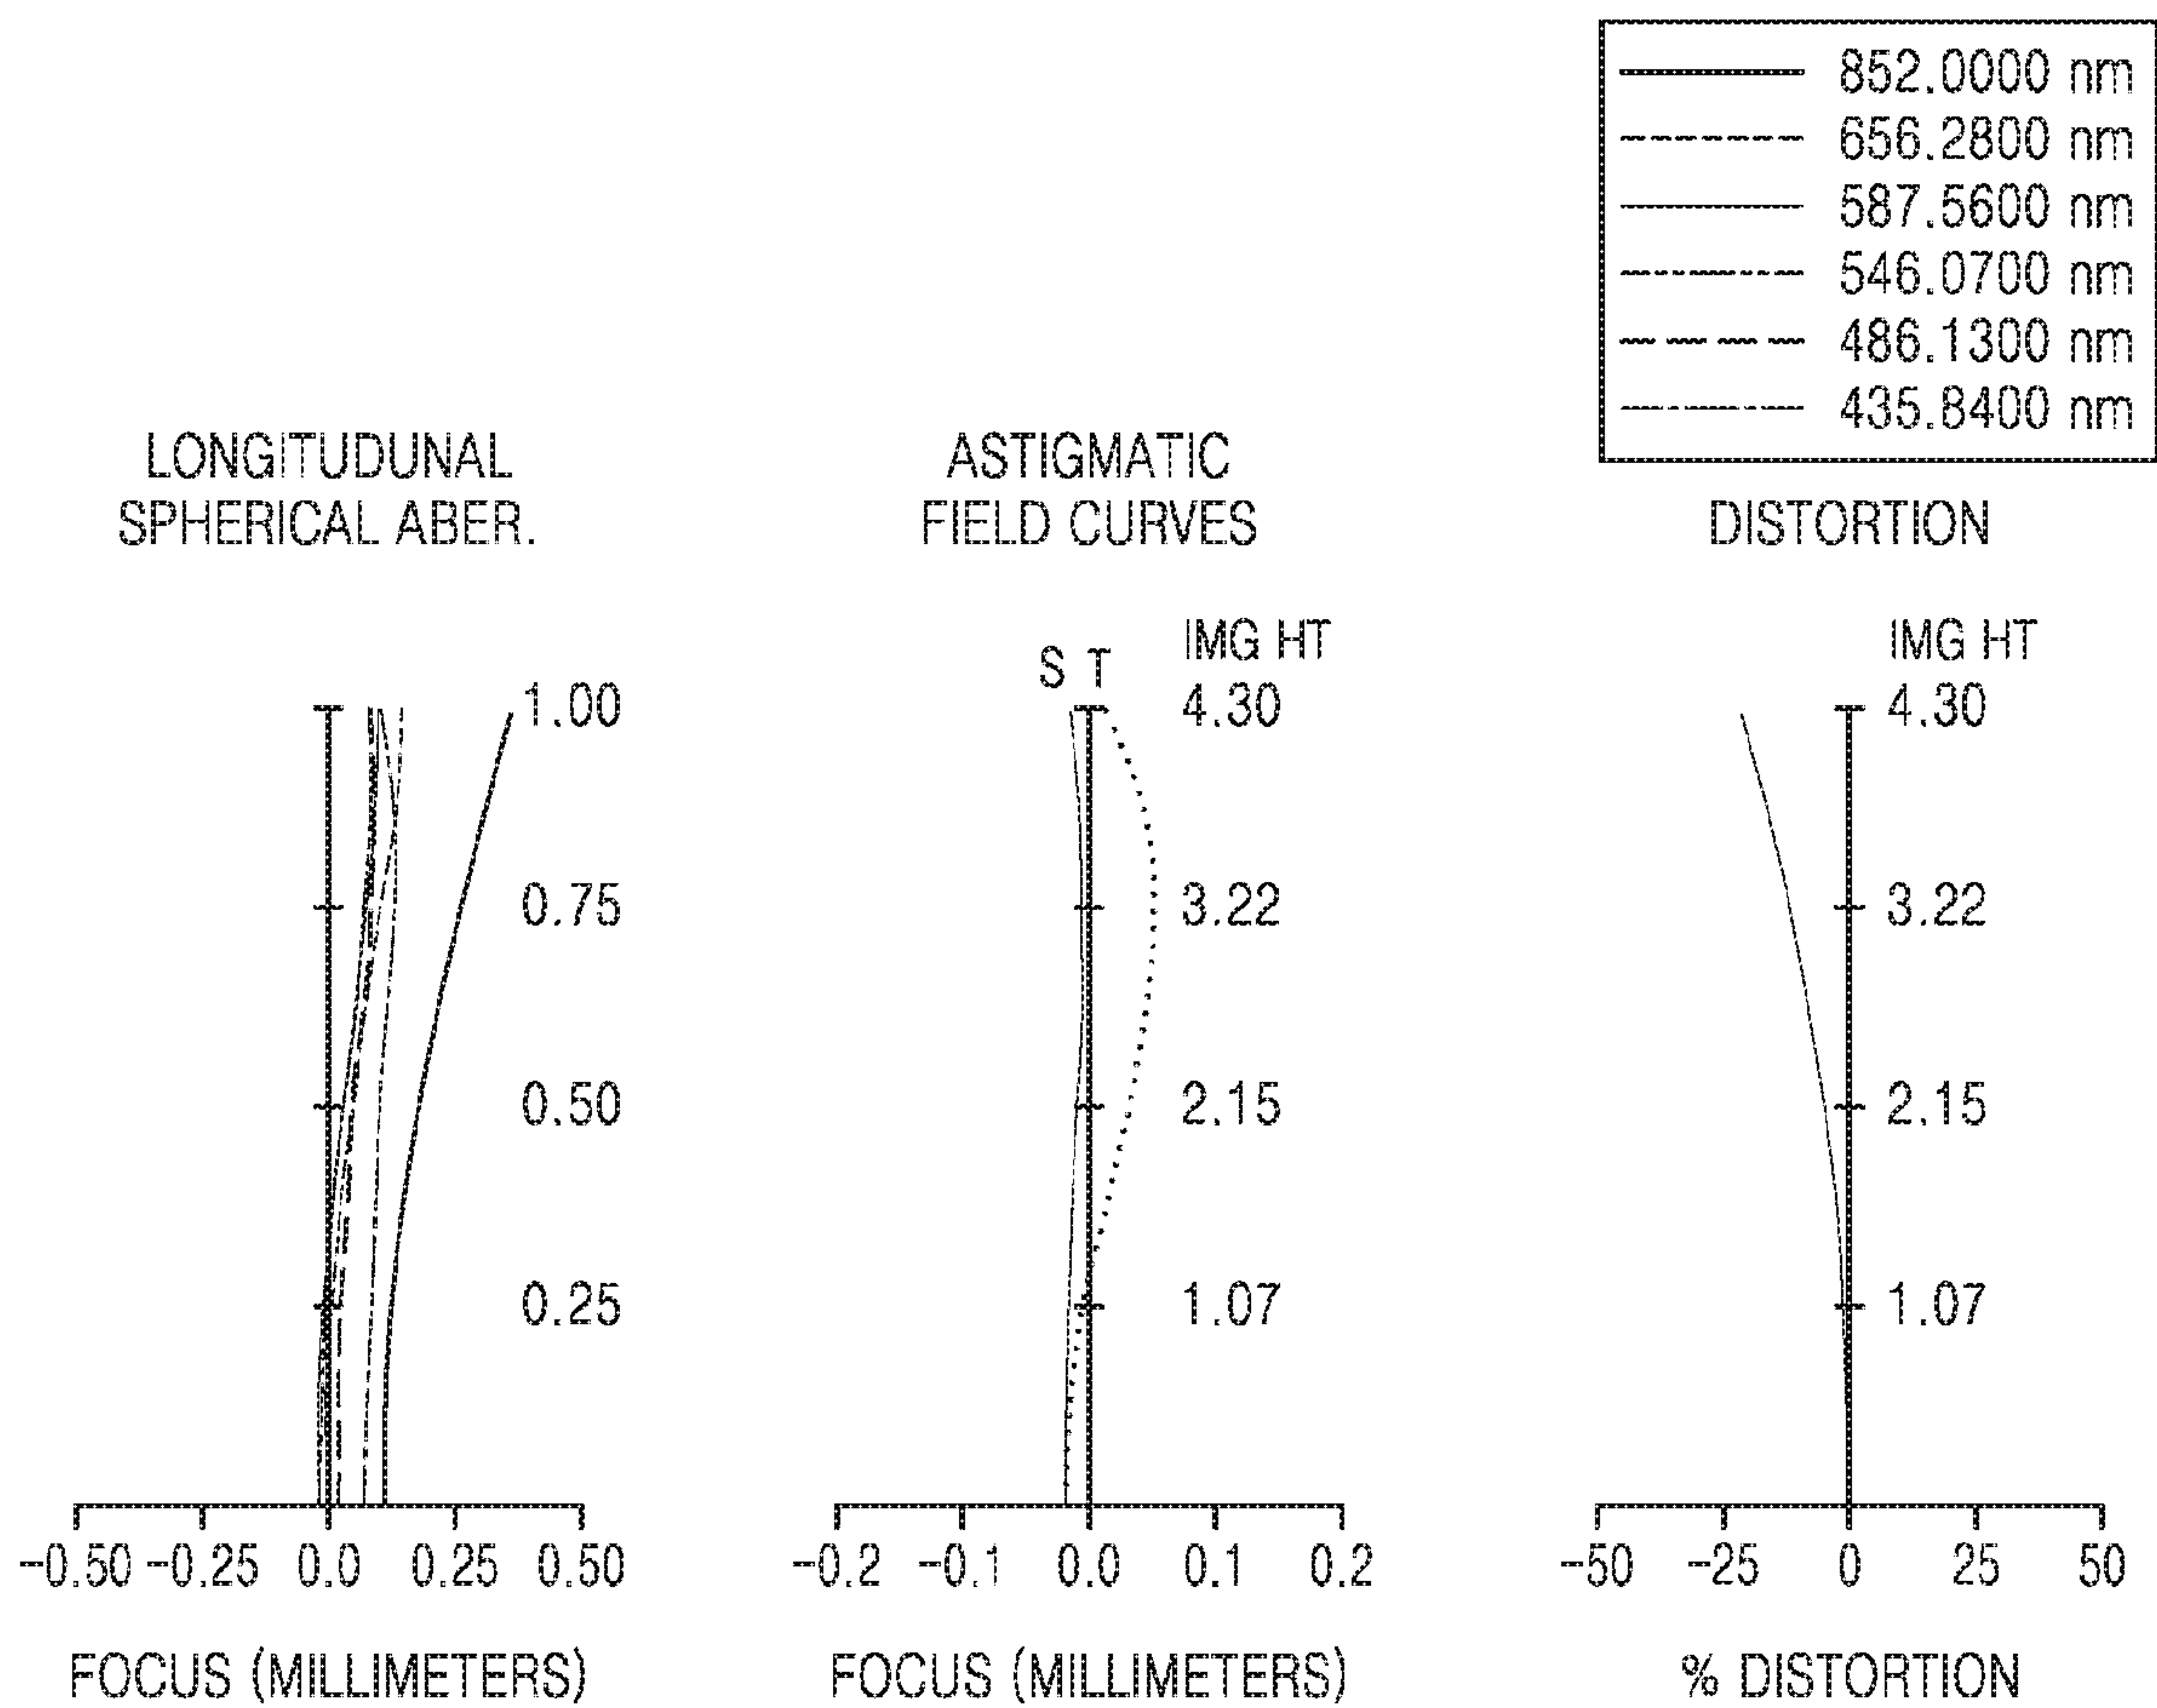 852.0000 nm
656.2800 nm
587.5600 nm
546.0700 nm
486.1300 nm
435.8400 nm
LONGITUDUNAL
SPHERICAL ABER.
1.00
0.75
0.50
0.25
-0.50 -0.25 0.0 0.25 0.50
FOCUS (MILLIMETERS)
ASTIGMATIC
FIELD CURVES
S T
IMG HT
4.30
3.22
2.15
1.07
-0.2 -0.1 0.0 0.1 0.2
FOCUS (MILLIMETERS)
DISTORTION
IMG HT
4.30
3.22
2.15
1.07
-50 -25 0 25 50
% DISTORTION